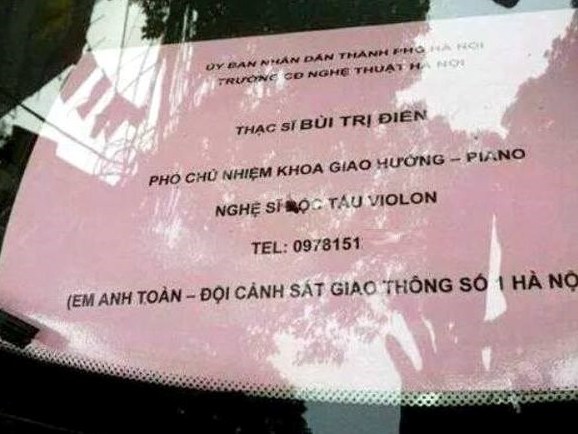 ỦY BAN NHÂN DÂN THÀNH PHỐ HÀ NỘI
TRƯỜNG CĐ NGHỆ THUẬT HÀ NỘI
THẠC SĨ BÙI TRỊ ĐIỀN
PHÓ CHỦ NHIỆM KHOA GIAO HƯỞNG – PIANO
NGHỆ SĨ ĐỘC TẤU VIOLON
TEL: 0978151
(EM ANH TOÀN – ĐỘI CẢNH SÁT GIAO THÔNG SỐ 1 HÀ NỘ